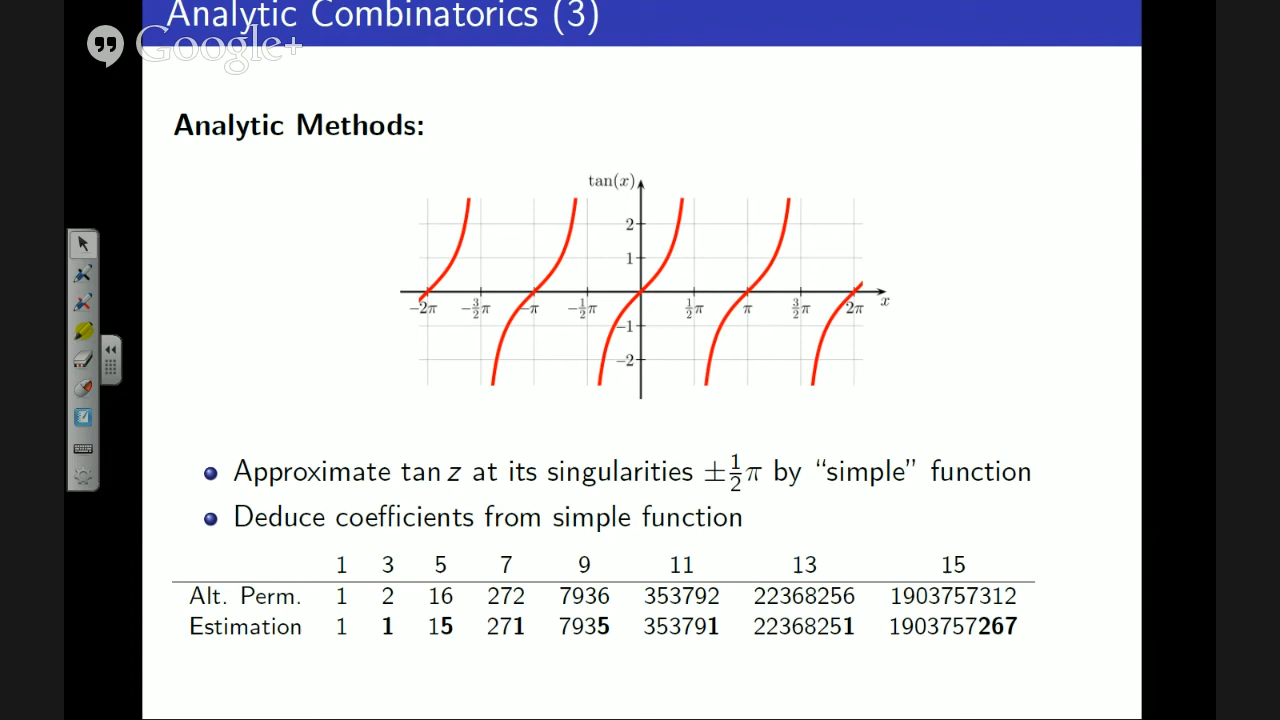 Analytic Combinatorics (3)
Google+
Analytic Methods:
tan(x)
2
1
−2π −3/2π −π −1/2π 1/2π π 3/2π 2π x
−1
−2
Approximate tan z at its singularities ±1/2π by “simple” function
Deduce coefficients from simple function
1 3 5 7 9 11 13 15
Alt. Perm. 1 2 16 272 7936 353792 22368256 1903757312
Estimation 1 1 15 271 7935 353791 22368251 1903757267